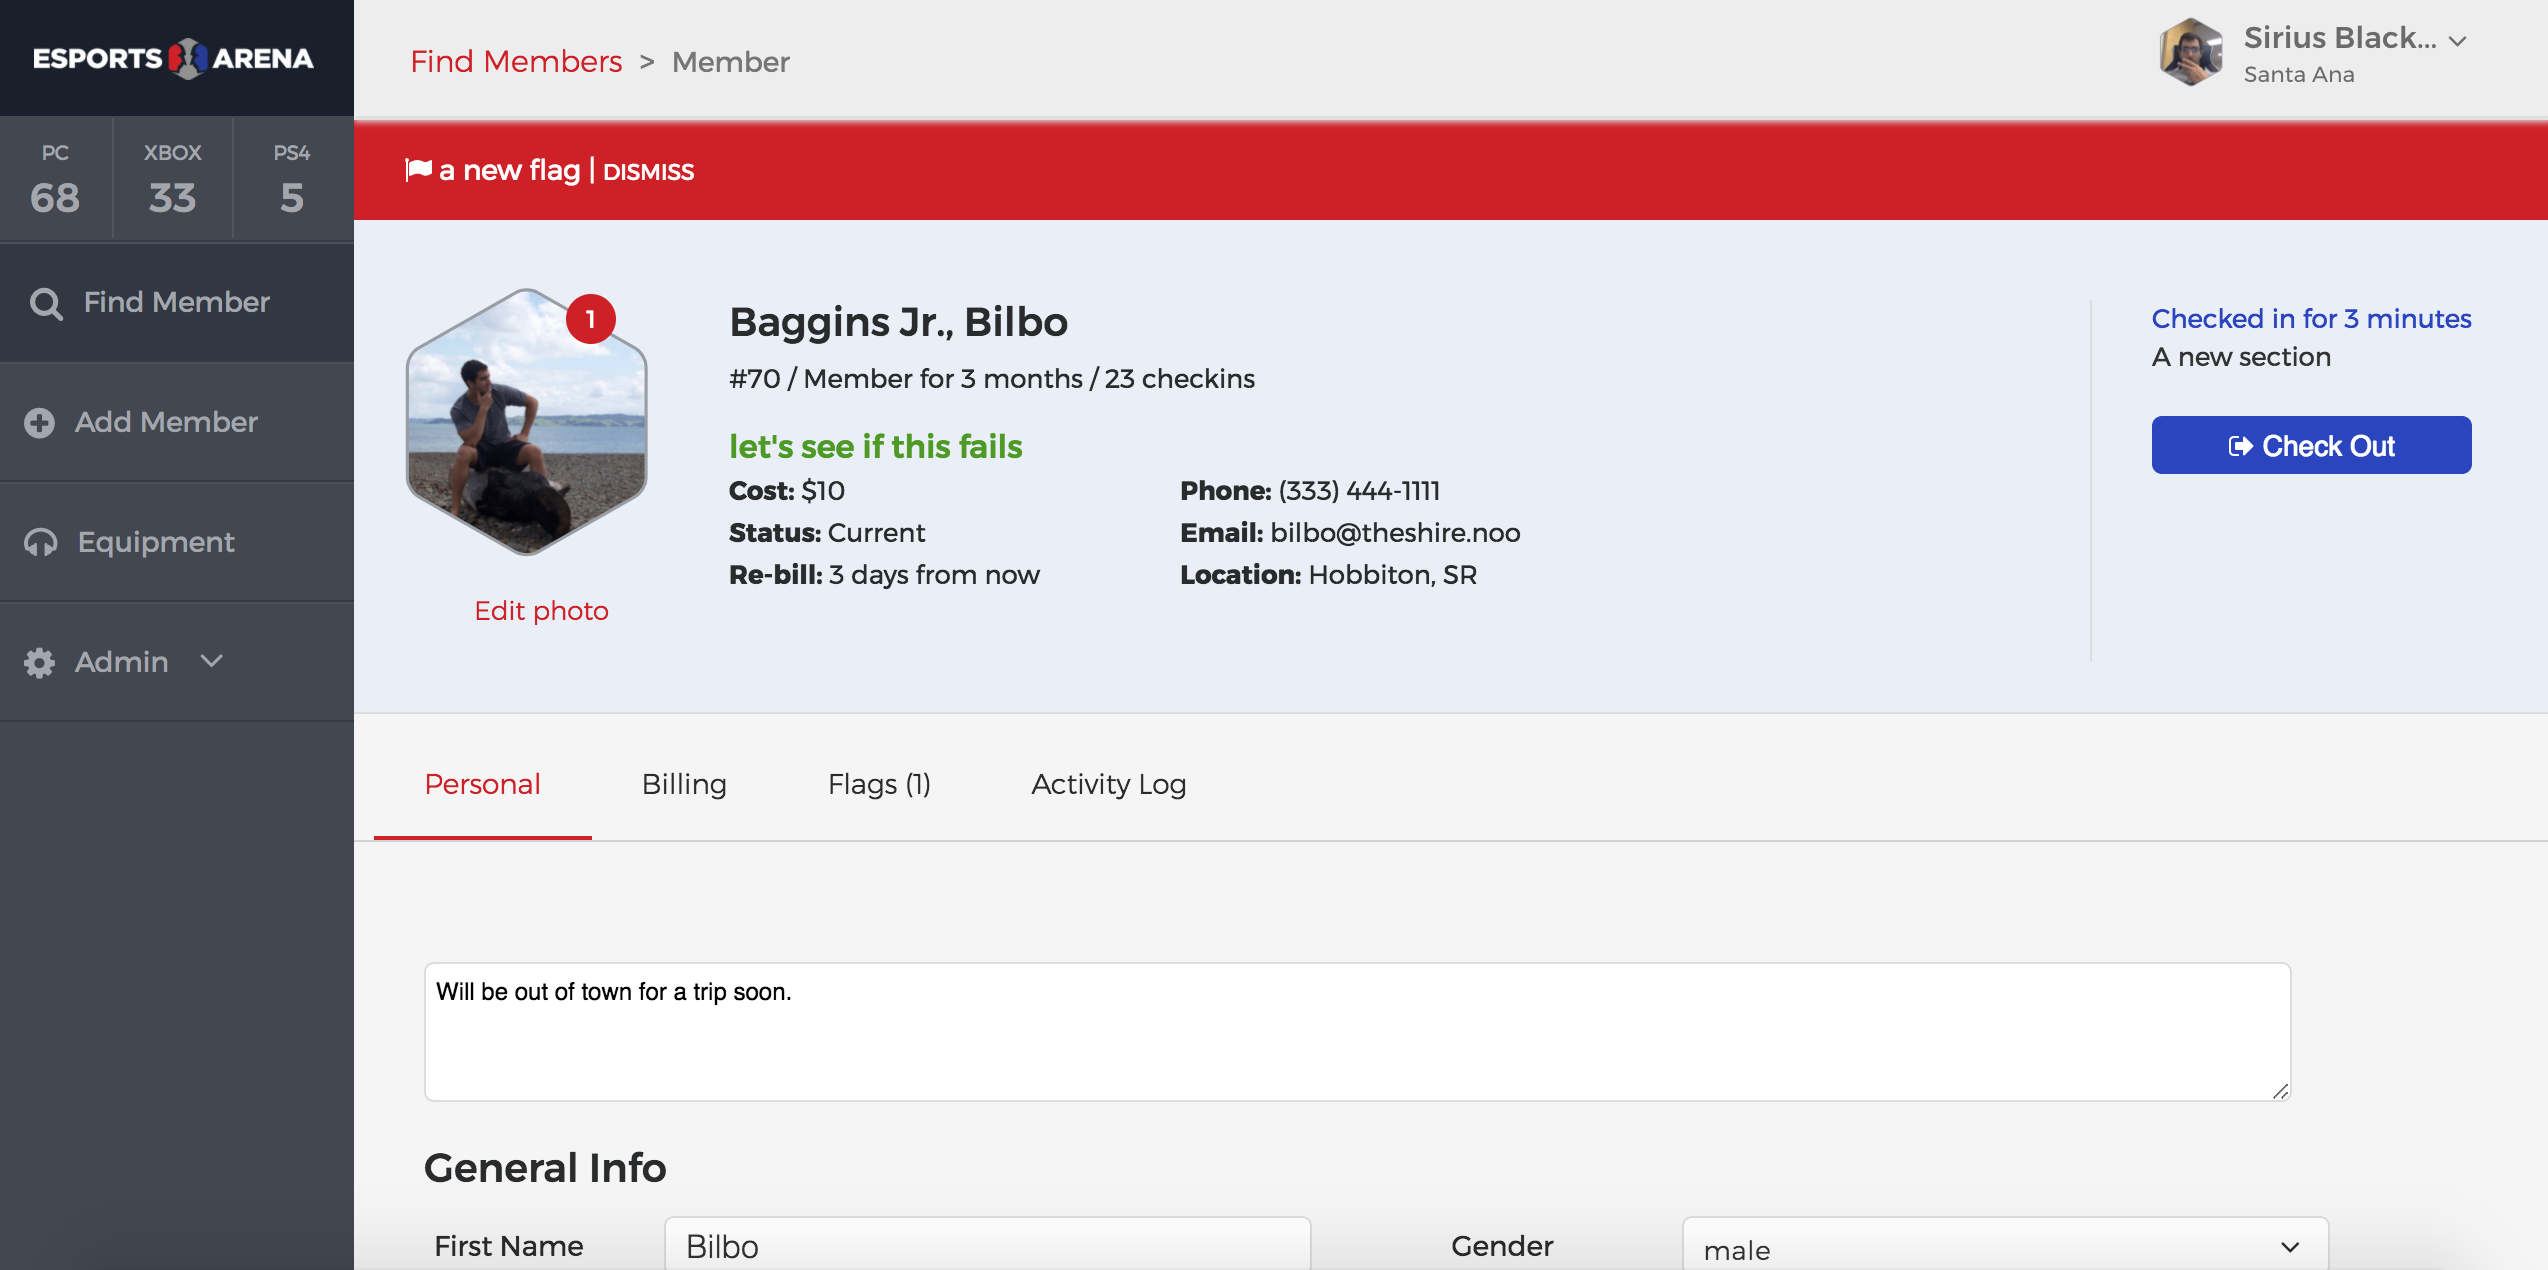 ESPORTS ARENA
PC
68
XBOX
33
PS4
5
Find Member
Add Member
Equipment
Admin
Find Members > Member
Sirius Black...
Santa Ana
a new flag | DISMISS
1
Baggins Jr., Bilbo
#70 / Member for 3 months / 23 checkins
let's see if this fails
Cost: $10
Status: Current
Re-bill: 3 days from now
Phone: (333) 444-1111
Email: bilbo@theshire.noo
Location: Hobbiton, SR
Edit photo
Checked in for 3 minutes
A new section
Check Out
Personal
Billing
Flags (1)
Activity Log
Will be out of town for a trip soon.
General Info
First Name
Bilbo
Gender
male